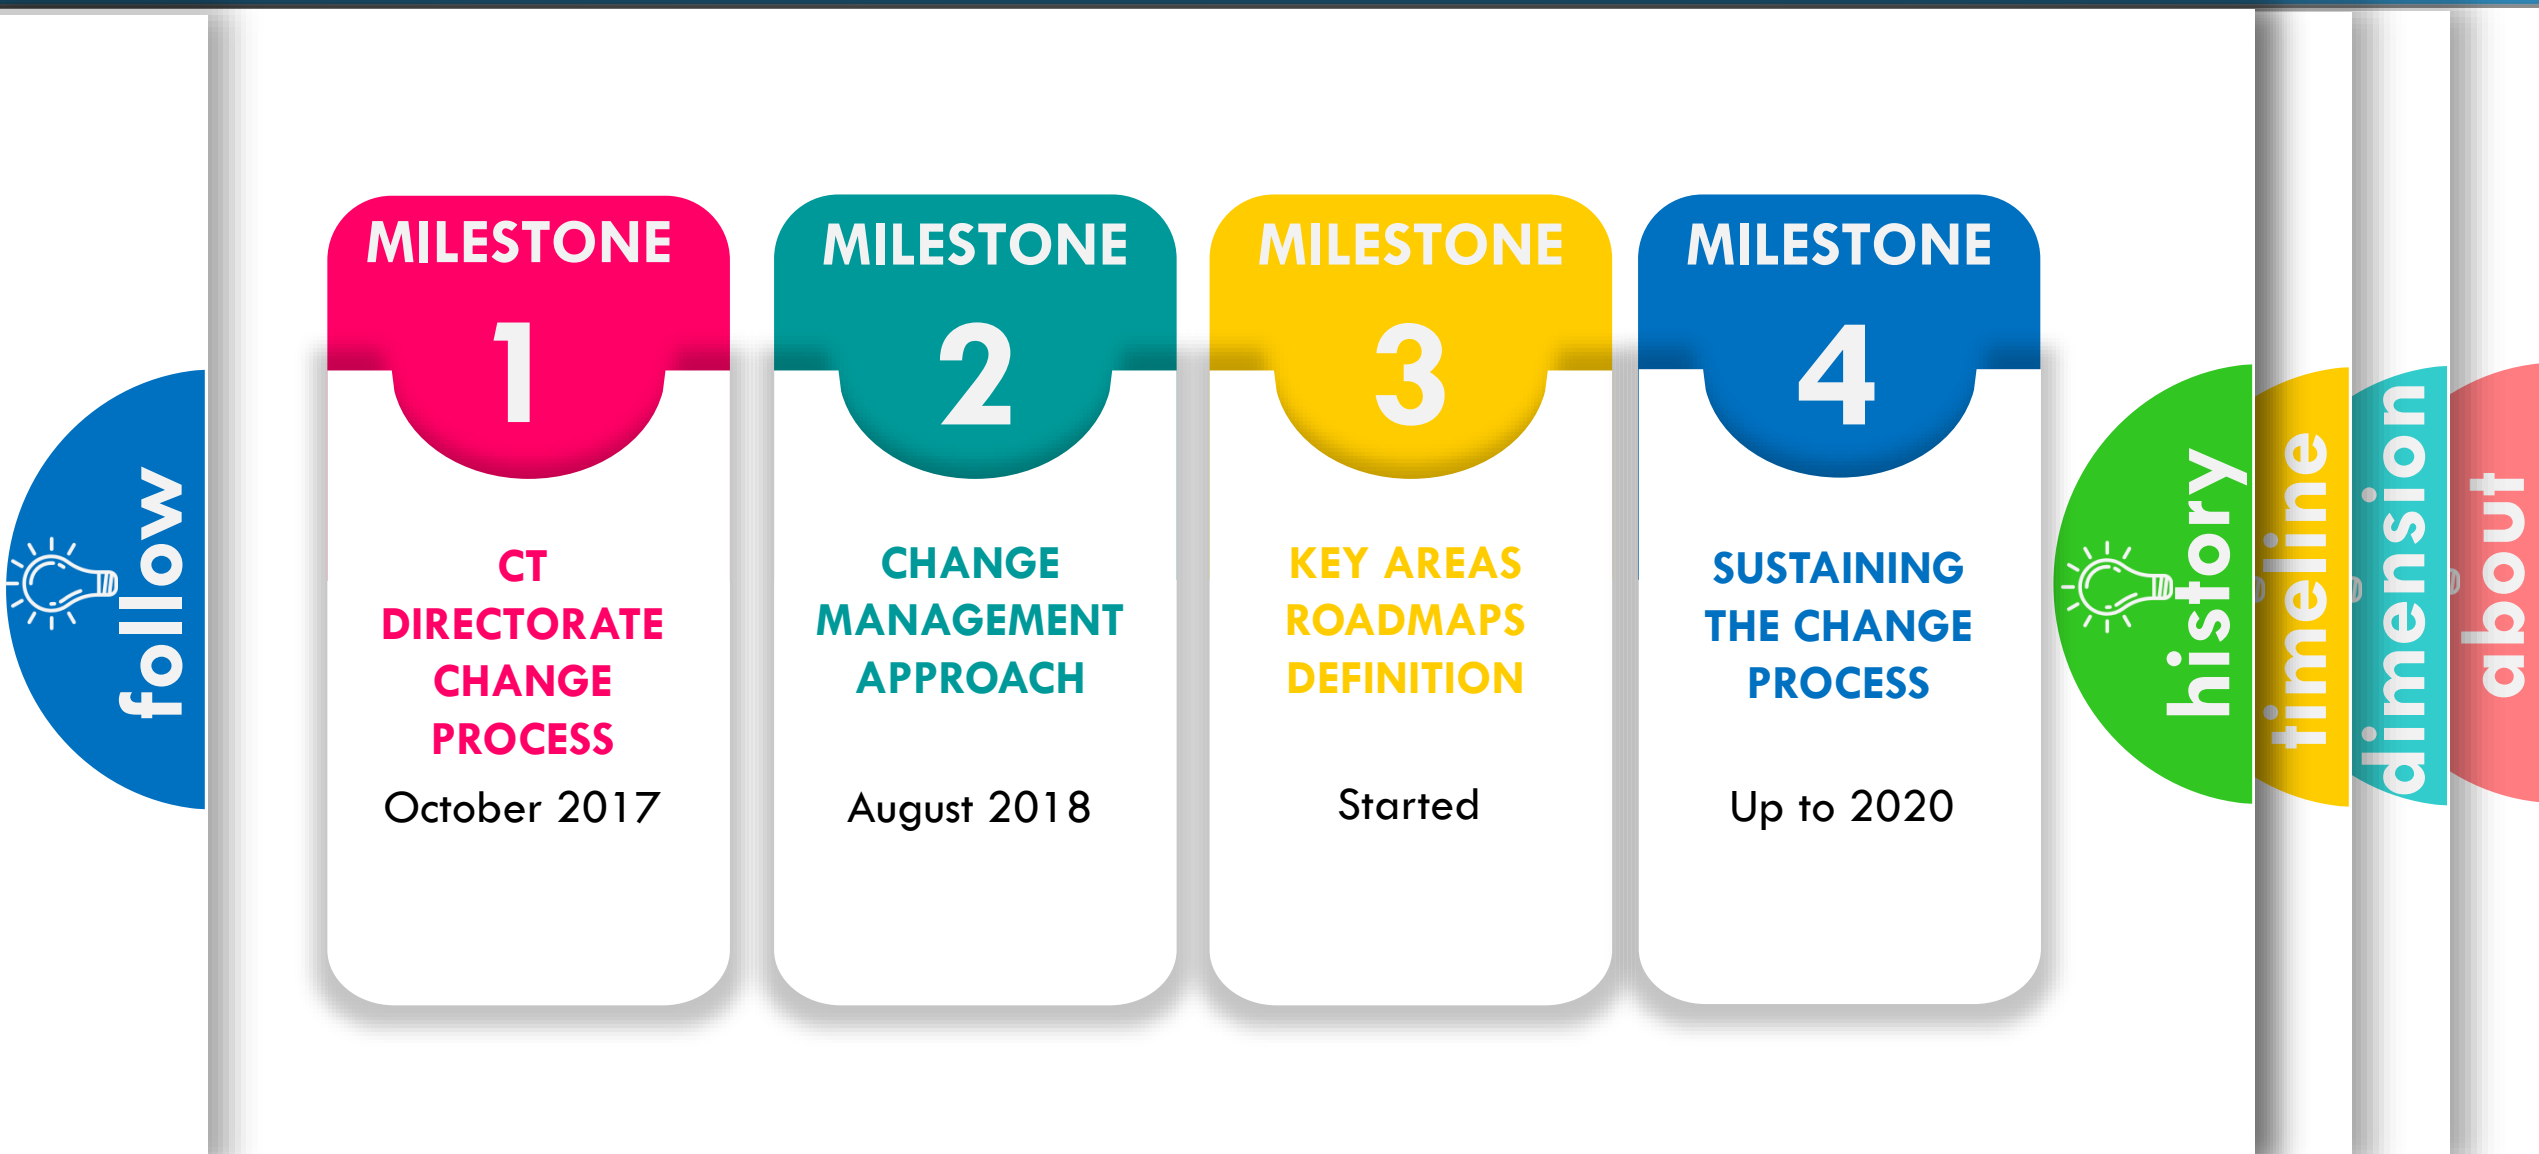 follow
MILESTONE
1
CT
DIRECTORATE
CHANGE
PROCESS
October 2017
MILESTONE
2
CHANGE
MANAGEMENT
APPROACH
August 2018
MILESTONE
3
KEY AREAS
ROADMAPS
DEFINITION
Started
MILESTONE
4
SUSTAINING
THE CHANGE
PROCESS
Up to 2020
history
timeline
dimension
about